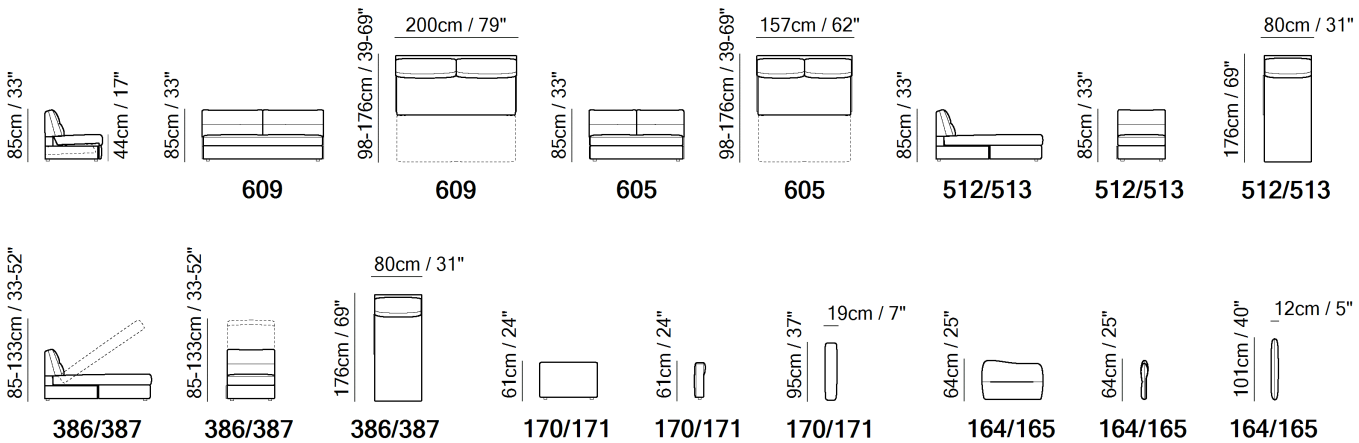 85cm / 33"
44cm / 17"
85cm / 33"
609
98-176cm / 39-69"
200cm / 79"
609
85cm / 33"
605
98-176cm / 39-69"
157cm / 62"
605
85cm / 33"
512/513
85cm / 33"
512/513
176cm / 69"
80cm / 31"
512/513
85-133cm / 33-52"
386/387
85-133cm / 33-52"
386/387
176cm / 69"
80cm / 31"
386/387
61cm / 24"
170/171
61cm / 24"
170/171
95cm / 37"
19cm / 7"
170/171
64cm / 25"
164/165
64cm / 25"
164/165
101cm / 40"
12cm / 5"
164/165